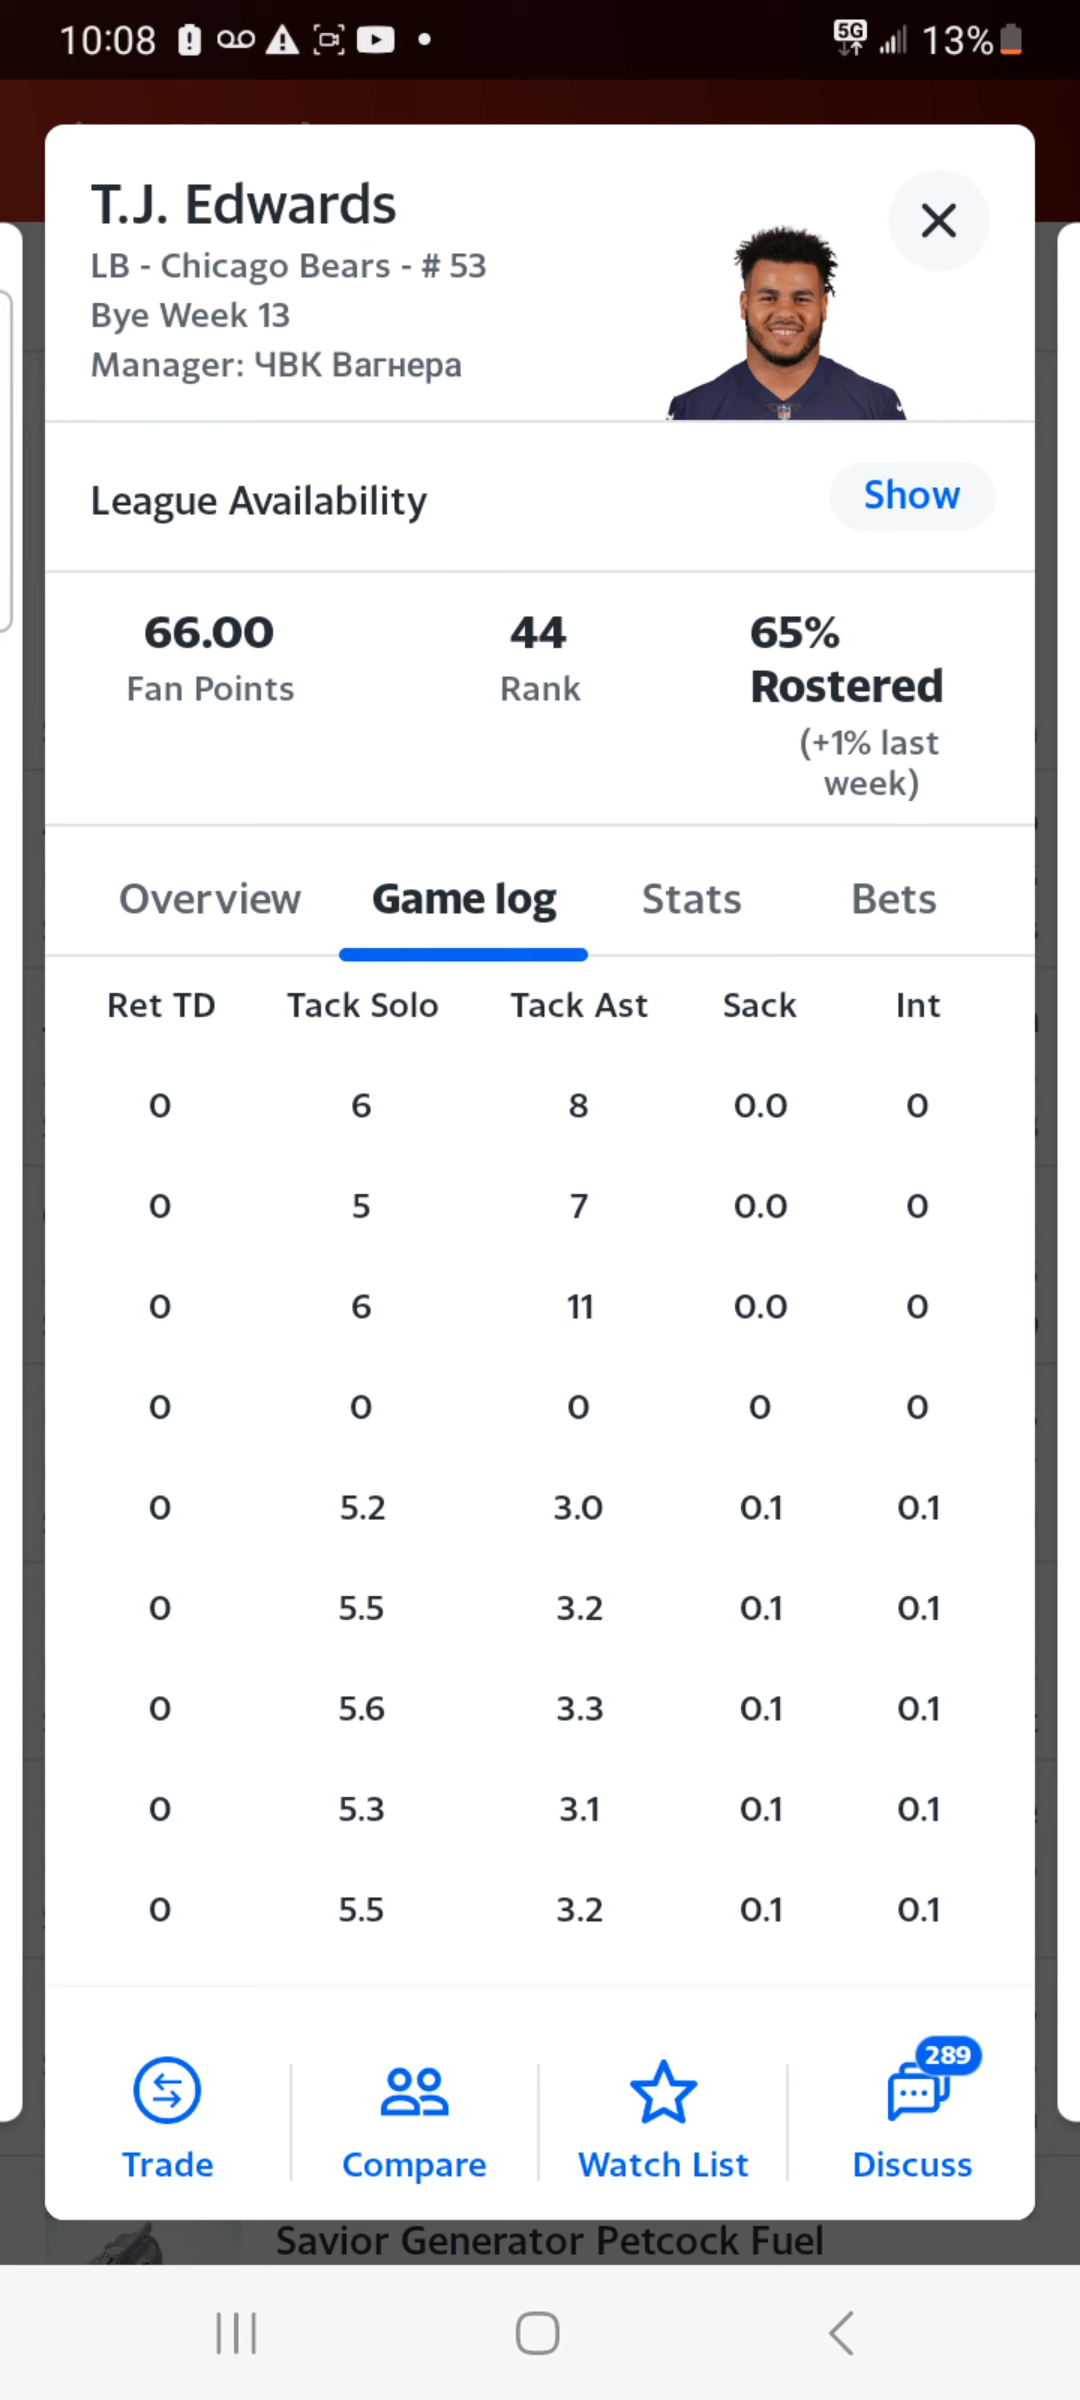 10:08
5G 13%
T.J. Edwards
LB - Chicago Bears - # 53
Bye Week 13
Manager: ЧВК Вагнера
League Availability
Show
66.00 44 65% Rostered
Fan Points Rank (+1% last week)
Overview Game log Stats Bets
Ret TD Tack Solo Tack Ast Sack Int
0 6 8 0.0 0
0 5 7 0.0 0
0 6 11 0.0 0
0 0 0 0 0
0 5.2 3.0 0.1 0.1
0 5.5 3.2 0.1 0.1
0 5.6 3.3 0.1 0.1
0 5.3 3.1 0.1 0.1
0 5.5 3.2 0.1 0.1
289
Trade Compare Watch List Discuss
Savior Generator Petcock Fuel